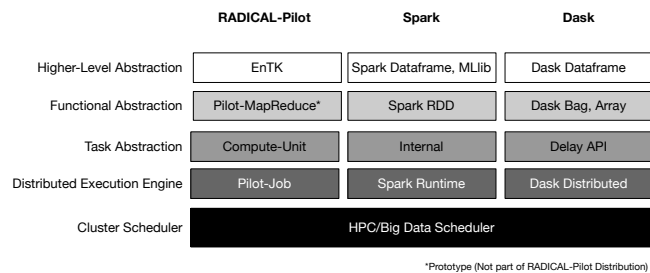 RADICAL-Pilot Spark Dask
Higher-Level Abstraction EnTK Spark Dataframe, MLlib Dask Dataframe
Functional Abstraction Pilot-MapReduce* Spark RDD Dask Bag, Array
Task Abstraction Compute-Unit Internal Delay API
Distributed Execution Engine Pilot-Job Spark Runtime Dask Distributed
Cluster Scheduler HPC/Big Data Scheduler
*Prototype (Not part of RADICAL-Pilot Distribution)